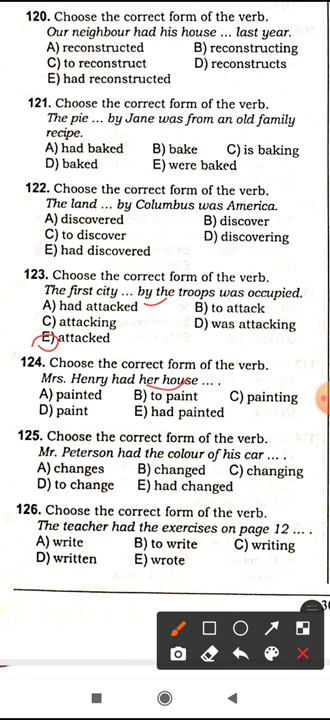 120. Choose the correct form of the verb.
Our neighbour had his house ... last year.
A) reconstructed B) reconstructing
C) to reconstruct D) reconstructs
E) had reconstructed
121. Choose the correct form of the verb.
The pie ... by Jane was from an old family
recipe.
A) had baked B) bake C) is baking
D) baked E) were baked
122. Choose the correct form of the verb.
The land ... by Columbus was America.
A) discovered B) discover
C) to discover D) discovering
E) had discovered
123. Choose the correct form of the verb.
The first city ... by the troops was occupied.
A) had attacked B) to attack
C) attacking D) was attacking
E) attacked
124. Choose the correct form of the verb.
Mrs. Henry had her house ... .
A) painted B) to paint C) painting
D) paint E) had painted
125. Choose the correct form of the verb.
Mr. Peterson had the colour of his car ... .
A) changes B) changed C) changing
D) to change E) had changed
126. Choose the correct form of the verb.
The teacher had the exercises on page 12 ... .
A) write B) to write C) writing
D) written E) wrote